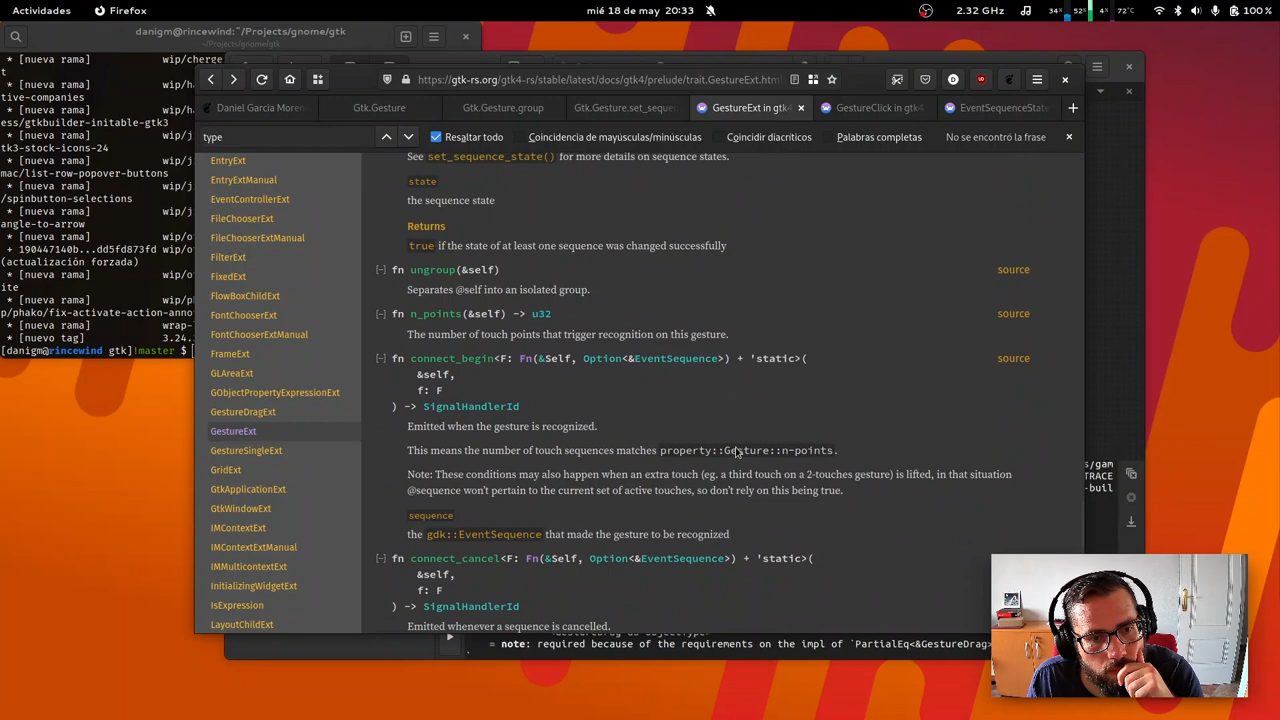 Actividades
Firefox
mié 18 de may 20:33
34%
52%
4%
72°C
2.32 GHz
100 %
danigm@rincewind:~/Projects/gnome/gtk
~/Projects/gnome/gtk
* [nueva rama] wip/cherge
t
* [nueva rama] wip/c
tive-companies
* [nueva rama] wip/c
ess/gtkbuilder-initable-gtk3
* [nueva rama] wip/g
tk3-stock-icons-24
* [nueva rama] wip/c
mac/list-row-popover-buttons
* [nueva rama] wip/j
/spinbutton-selections
* [nueva rama] wip/j
angle-to-arrow
+ 190447140b...dd5fd873fd
(actualización forzada)
* [nueva rama] wip/o
ite
* [nueva rama] wip/p
p/phako/fix-activate-action-anno
* [nueva rama] wrap-
* [nuevo tag] 3.24.
[danigm@rincewind gtk]!master $
https://gtk-rs.org/gtk4-rs/stable/latest/docs/gtk4/prelude/trait.GestureExt.htm
Daniel Garcia More
Gtk.Gesture
Gtk.Gesture.group
Gtk.Gesture.set_sequen
GestureExt in gtk4
GestureClick in gtk4
EventSequenceState
type
Resaltar todo
Coincidencia de mayúsculas/minúsculas
Coincidir diacríticos
Palabras completas
No se encontró la frase
EntryExt
EntryExtManual
EventControllerExt
FileChooserExt
FileChooserExtManual
FilterExt
FixedExt
FlowBoxChildExt
FontChooserExt
FontChooserExtManual
FrameExt
GLAreaExt
GObjectPropertyExpressionExt
GestureDragExt
GestureExt
GestureSingleExt
GridExt
GtkApplicationExt
GtkWindowExt
IMContextExt
IMContextExtManual
IMMulticontextExt
InitializingWidgetExt
IsExpression
LayoutChildExt
See set_sequence_state() for more details on sequence states.
state
the sequence state
Returns
true if the state of at least one sequence was changed successfully
[-] fn ungroup(&self) source
Separates @self into an isolated group.
[-] fn n_points(&self) -> u32 source
The number of touch points that trigger recognition on this gesture.
[-] fn connect_begin<F: Fn(&Self, Option<&EventSequence>) + 'static>( source
&self,
f: F
) -> SignalHandlerId
Emitted when the gesture is recognized.
This means the number of touch sequences matches property::Gesture::n-points.
Note: These conditions may also happen when an extra touch (eg. a third touch on a 2-touches gesture) is lifted, in that situation
@sequence won't pertain to the current set of active touches, so don't rely on this being true.
sequence
the gdk::EventSequence that made the gesture to be recognized
[-] fn connect_cancel<F: Fn(&Self, Option<&EventSequence>) + 'static>(
&self,
f: F
) -> SignalHandlerId
Emitted whenever a sequence is cancelled.
s/gam
TRACE
-buil
= note: required because of the requirements on the impl of `PartialEq<&GestureDrag>